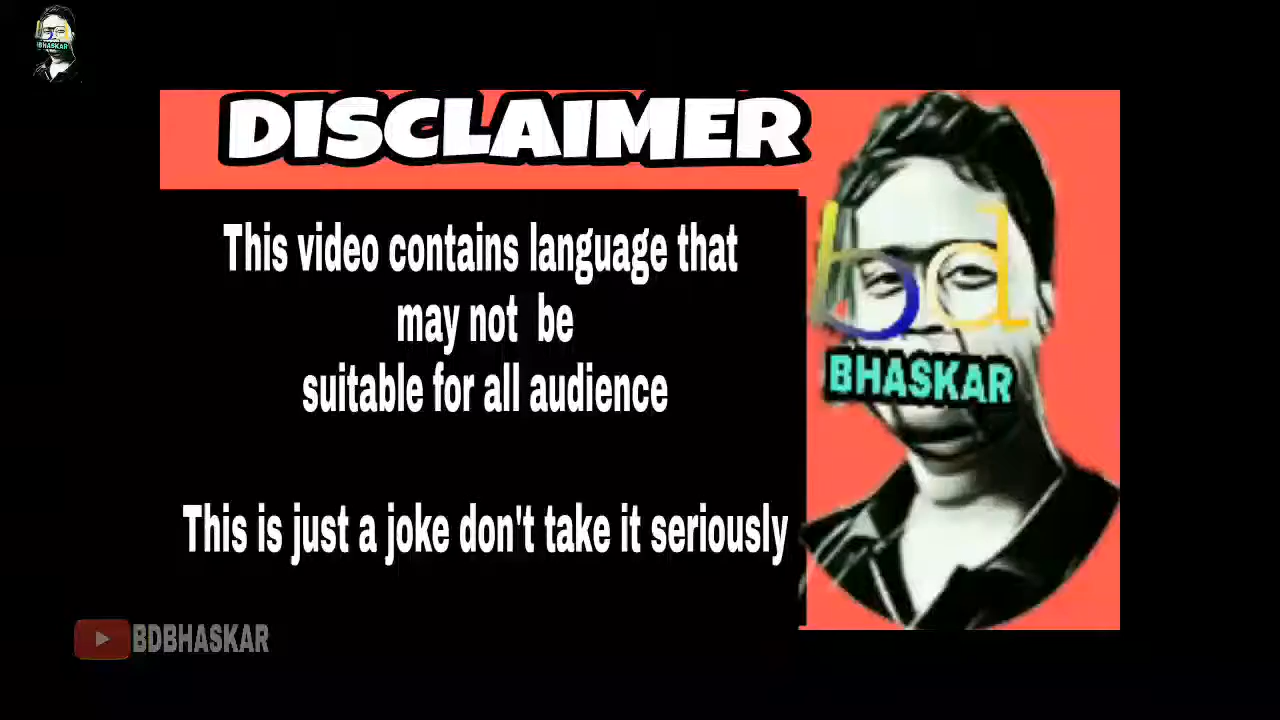 bd
BHASKAR
DISCLAIMER
This video contains language that
may not be
suitable for all audience
This is just a joke don't take it seriously
bd
BHASKAR
BDBHASKAR